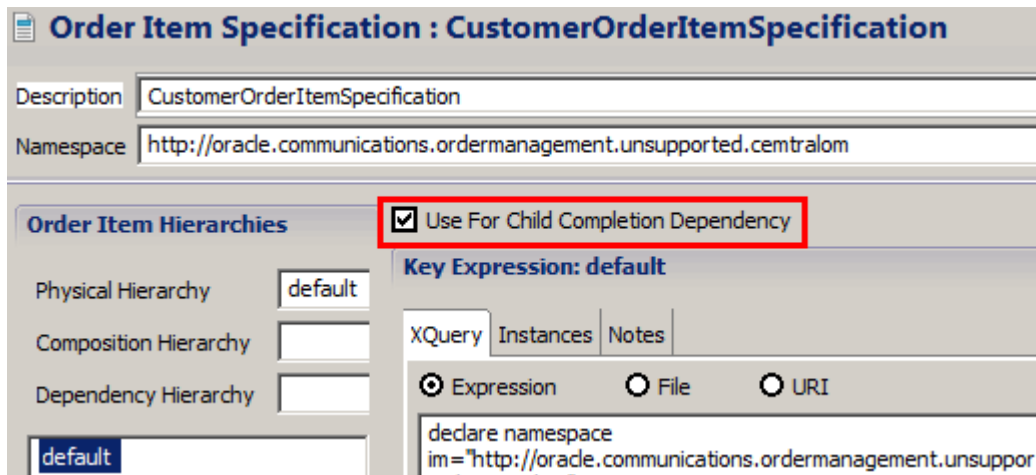 Order Item Specification : CustomerOrderItemSpecification
Description CustomerOrderItemSpecification
Namespace http://oracle.communications.ordermanagement.unsupported.cemtralom
Order Item Hierarchies
Use For Child Completion Dependency
Physical Hierarchy default
Composition Hierarchy
Dependency Hierarchy
default
Key Expression: default
XQuery Instances Notes
Expression File URI
declare namespace
im="http://oracle.communications.ordermanagement.unsuppor